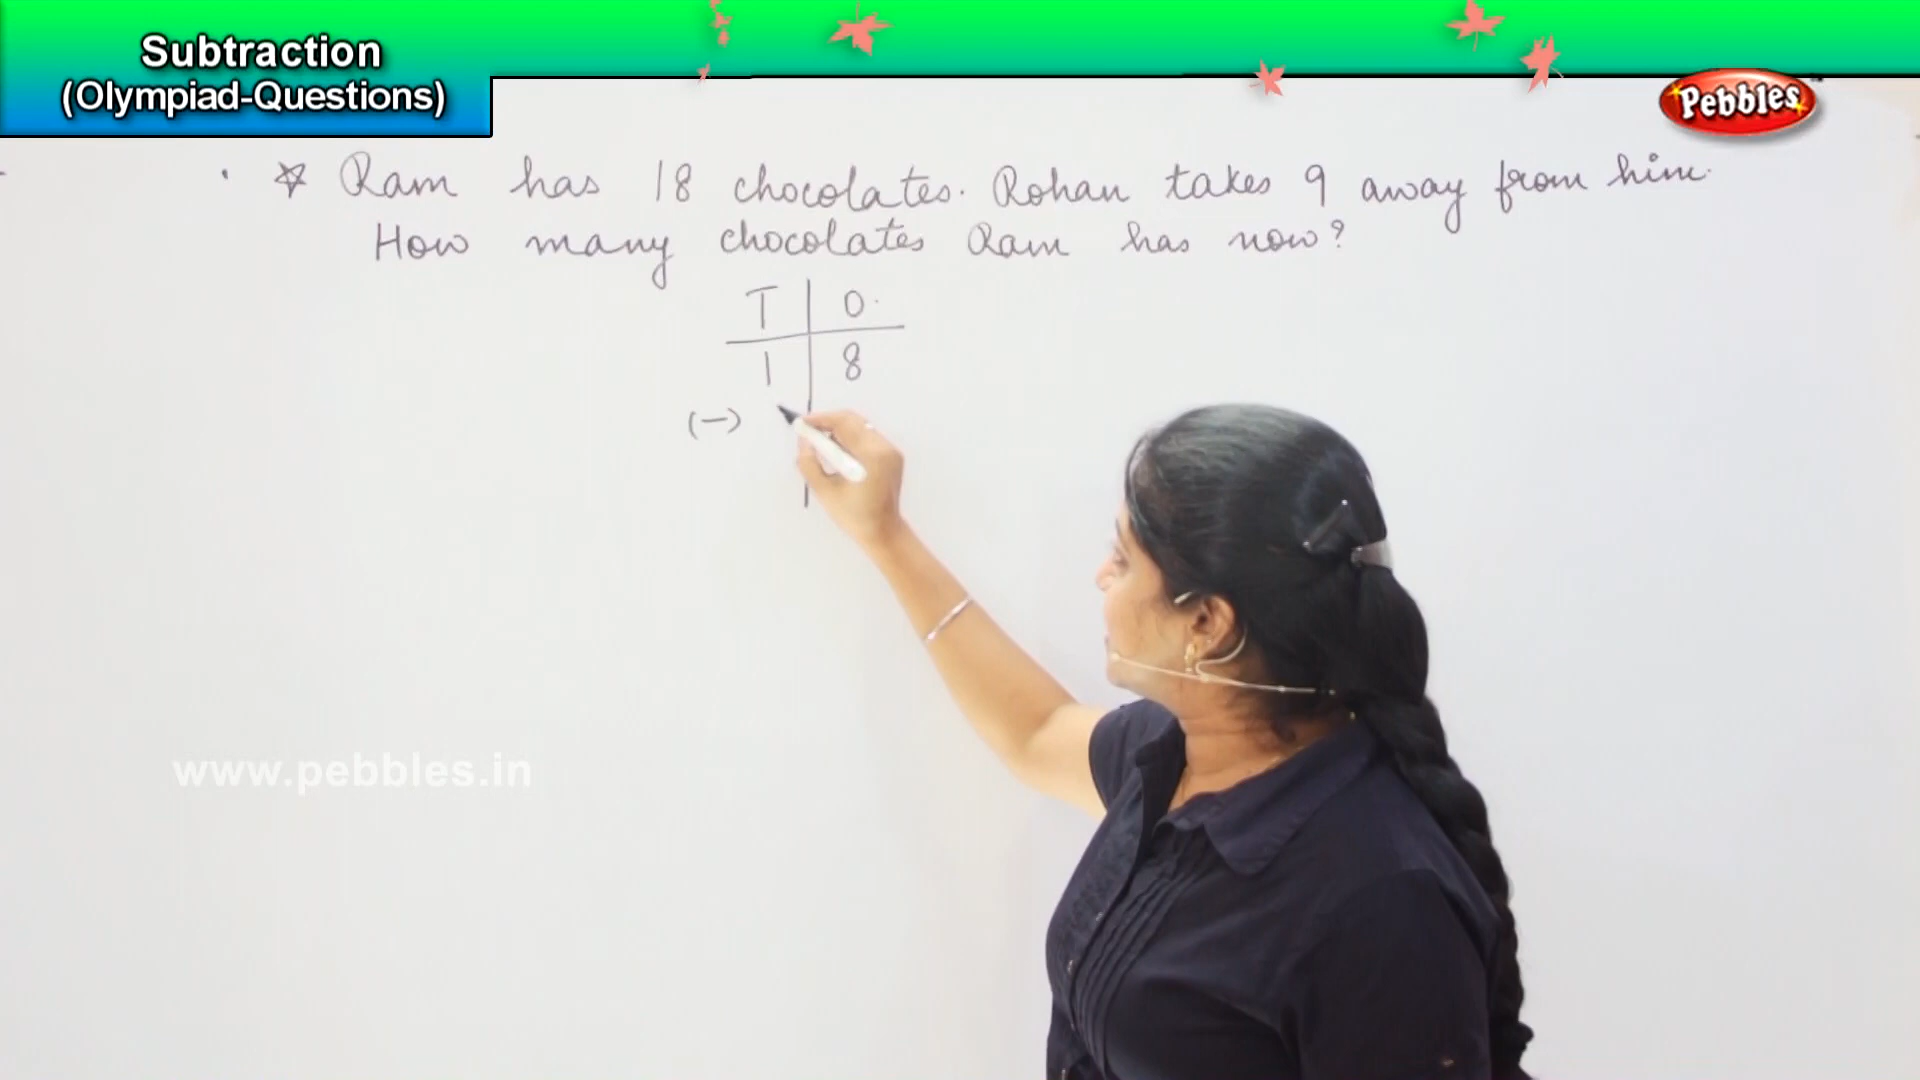 Subtraction
(Olympiad-Questions)
Pebbles
☆ Ram has 18 chocolates. Rohan takes 9 away from him.
How many chocolates Ram has now?
T | O.
1 | 8
(-)
www.pebbles.in